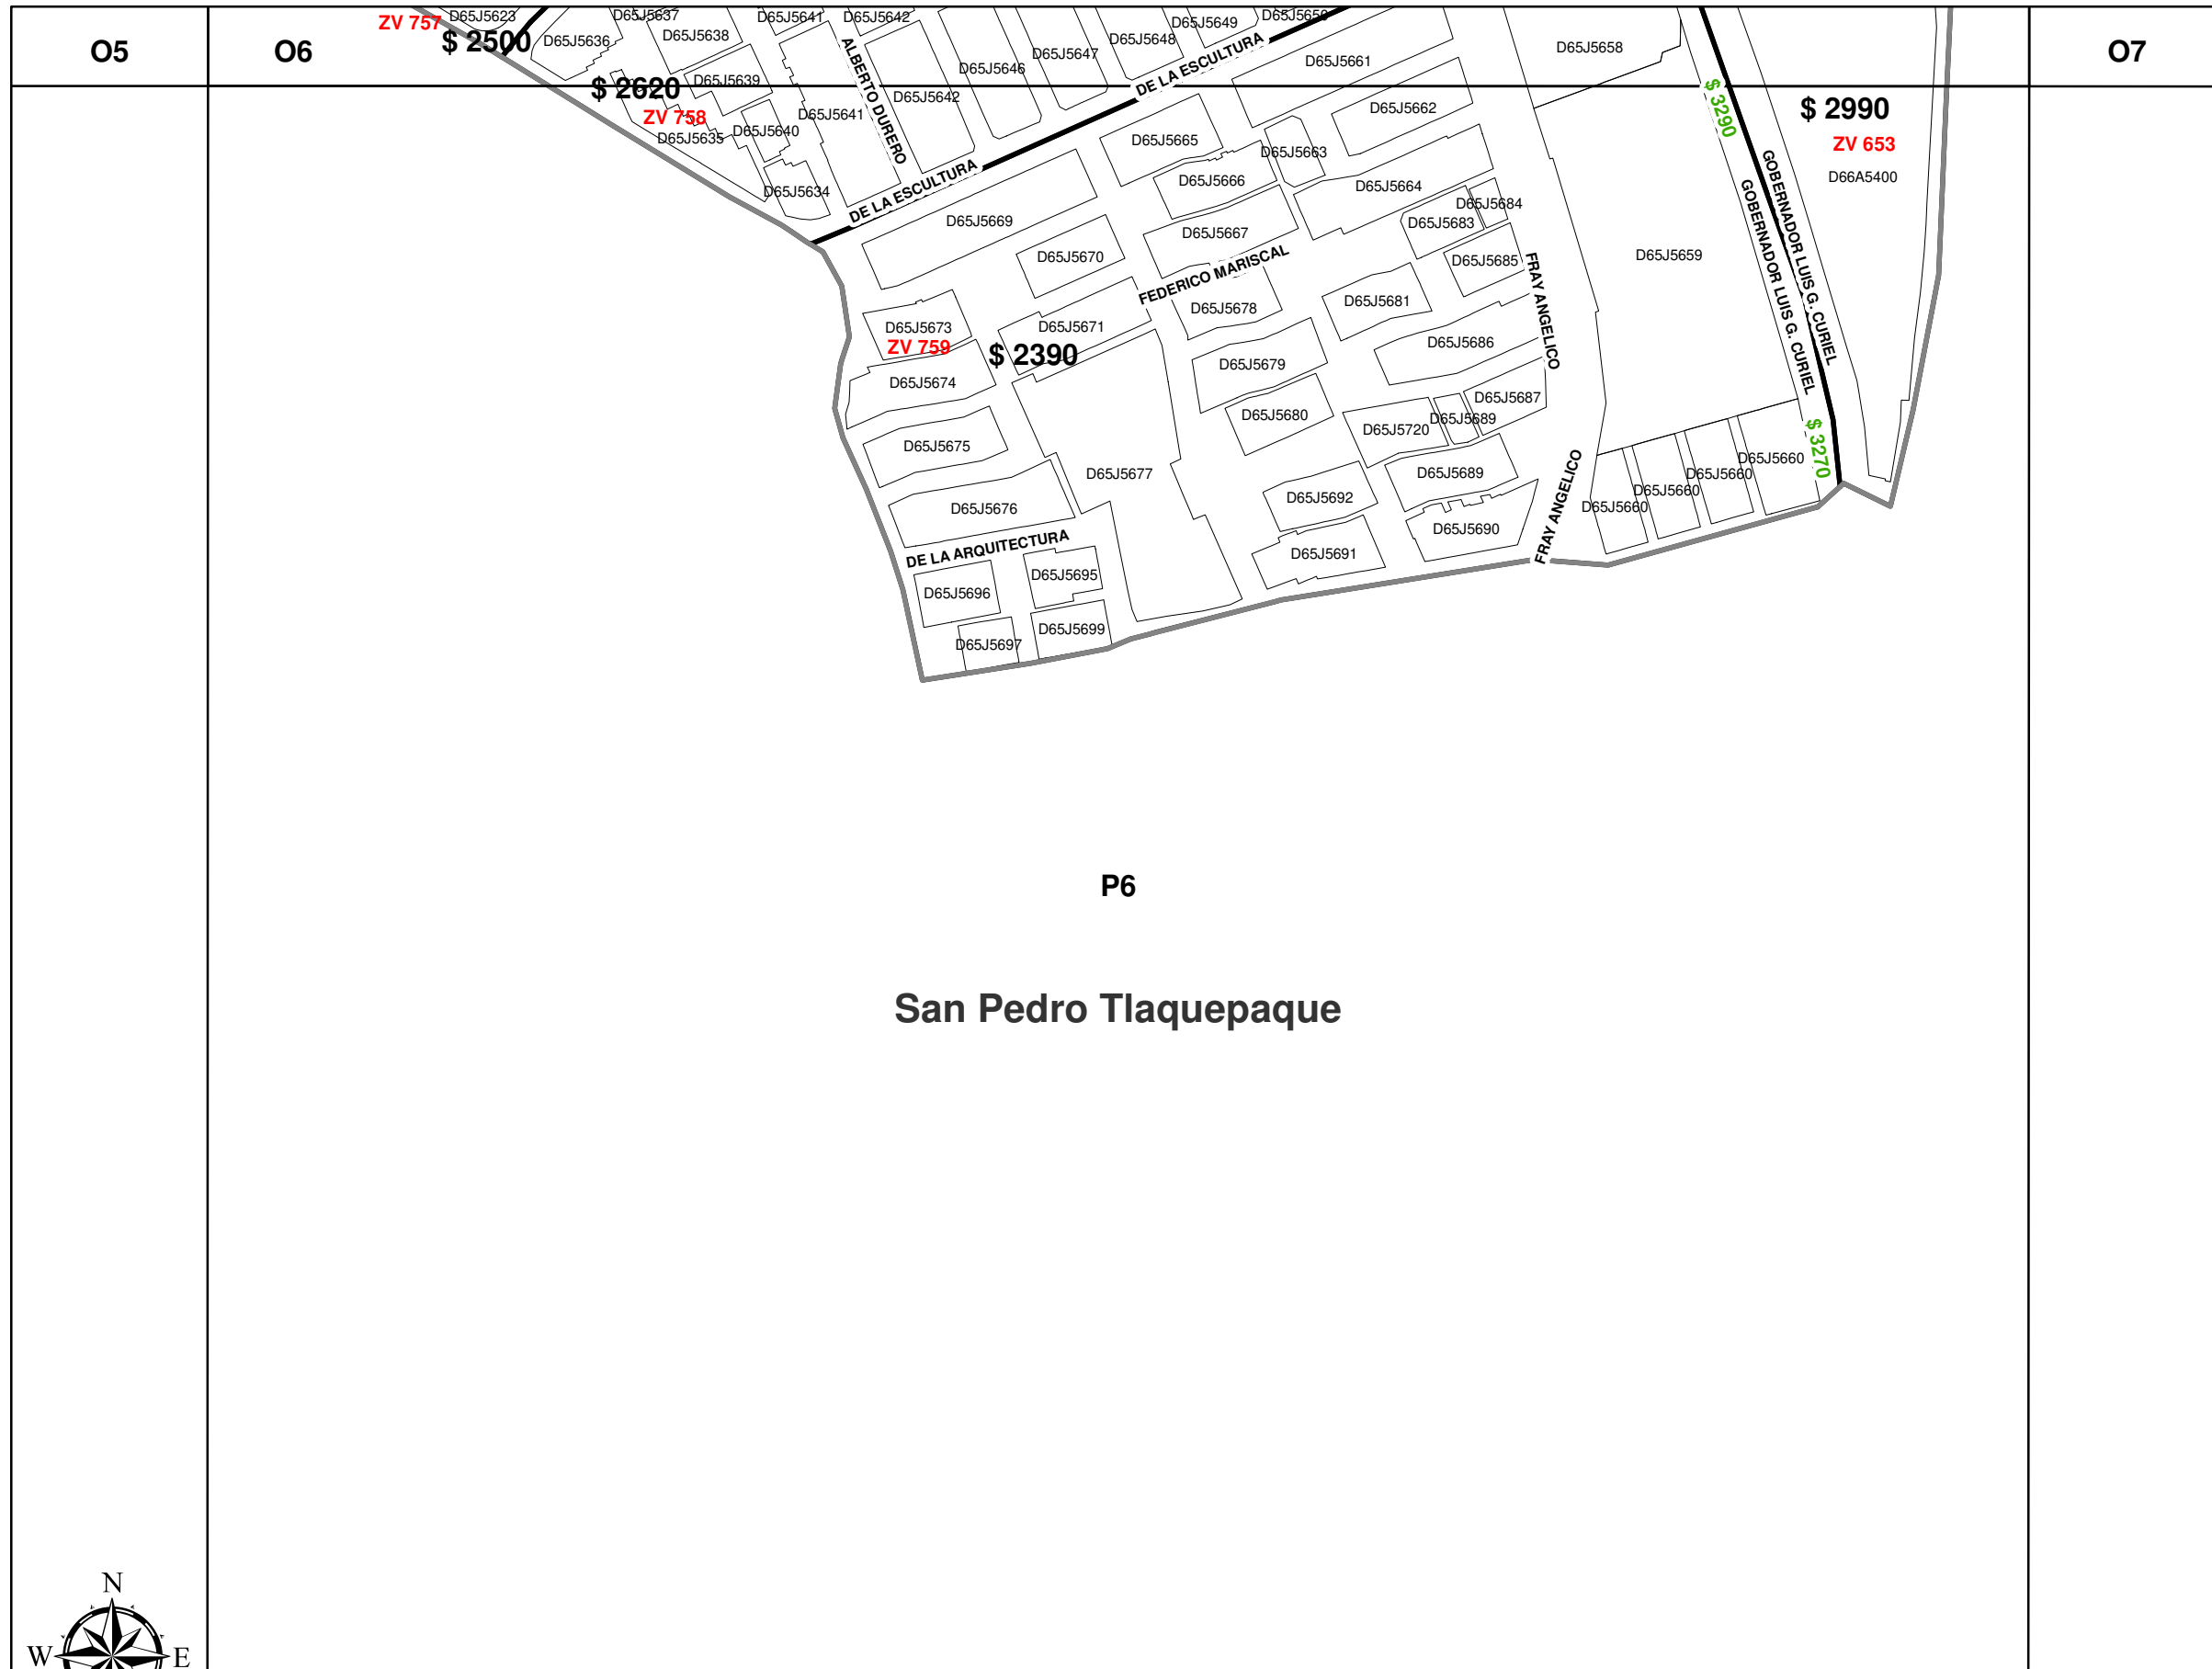 ZV 757
D65J5623
D65J5637
D65J5641
D65J5642
D65J5649
D65J5650
O5
O6
$ 2500
D65J5636
D65J5638
D65J5646
D65J5647
D65J5648
DE LA ESCULTURA
D65J5661
D65J5658
O7
$ 2620
D65J5639
ALBERTO DURERO
D65J5642
D65J5662
$ 3290
$ 2990
ZV 758
D65J5641
D65J5635
D65J5640
D65J5665
D65J5663
ZV 653
D65J5634
DE LA ESCULTURA
D65J5666
D65J5664
D66A5400
D65J5684
D65J5669
D65J5667
D65J5683
GOBERNADOR LUIS G. CURIEL
GOBERNADOR LUIS G. CURIEL
D65J5670
FEDERICO MARISCAL
D65J5685
D65J5659
D65J5678
D65J5681
FRAY ANGELICO
D65J5673
D65J5671
ZV 759
$ 2390
D65J5686
D65J5674
D65J5679
D65J5687
D65J5680
D65J5689
D65J5720
D65J5675
D65J5677
D65J5689
$ 3270
D65J5660
D65J5660
D65J5660
D65J5660
D65J5676
D65J5692
FRAY ANGELICO
D65J5690
DE LA ARQUITECTURA
D65J5691
D65J5695
D65J5696
D65J5699
D65J5697
P6
San Pedro Tlaquepaque
N
W
E